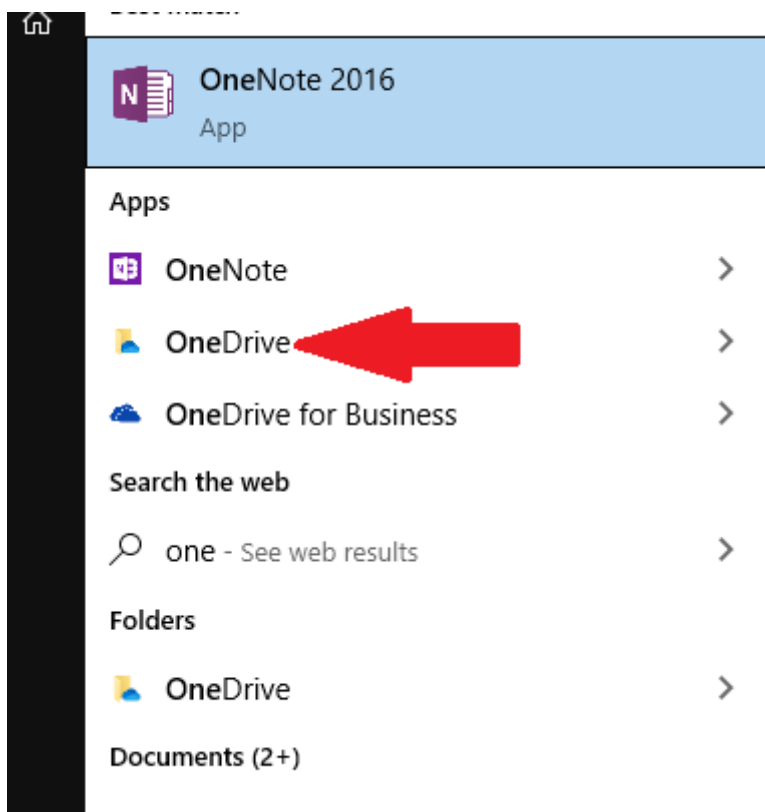 OneNote 2016
App
Apps
OneNote
OneDrive
OneDrive for Business
Search the web
one - See web results
Folders
OneDrive
Documents (2+)